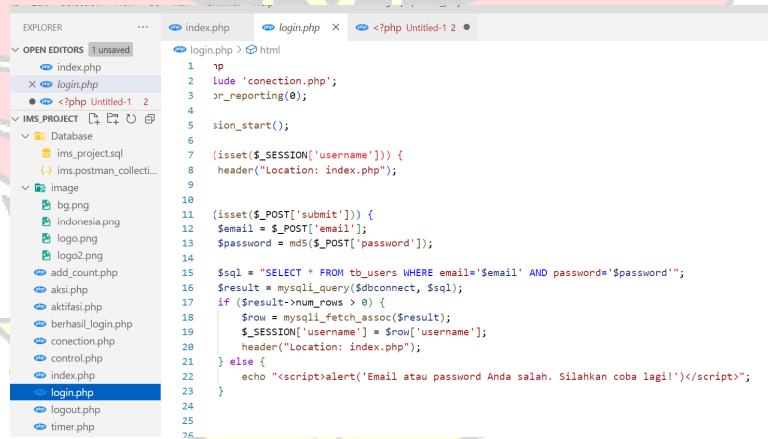 EXPLORER ...
OPEN EDITORS 1 unsaved
index.php
login.php
<?php Untitled-1 2
IMS_PROJECT
Database
ims_project.sql
ims.postman_collecti...
image
bg.png
indonesia.png
logo.png
logo2.png
add_count.php
aksi.php
aktifasi.php
berhasil_login.php
conection.php
control.php
index.php
login.php
logout.php
timer.php
index.php login.php <?php Untitled-1 2
login.php > html
1 hp
2 lude 'conection.php';
3 or_reporting(0);
4
5 sion_start();
6
7 (isset($_SESSION['username'])) {
8 header("Location: index.php");
9
10
11 (isset($_POST['submit'])) {
12 $email = $_POST['email'];
13 $password = md5($_POST['password']);
14
15 $sql = "SELECT * FROM tb_users WHERE email='$email' AND password='$password'";
16 $result = mysqli_query($dbconnect, $sql);
17 if ($result->num_rows > 0) {
18 $row = mysqli_fetch_assoc($result);
19 $_SESSION['username'] = $row['username'];
20 header("Location: index.php");
21 } else {
22 echo "<script>alert('Email atau password Anda salah. Silahkan coba lagi!')</script>";
23 }
24
25
26